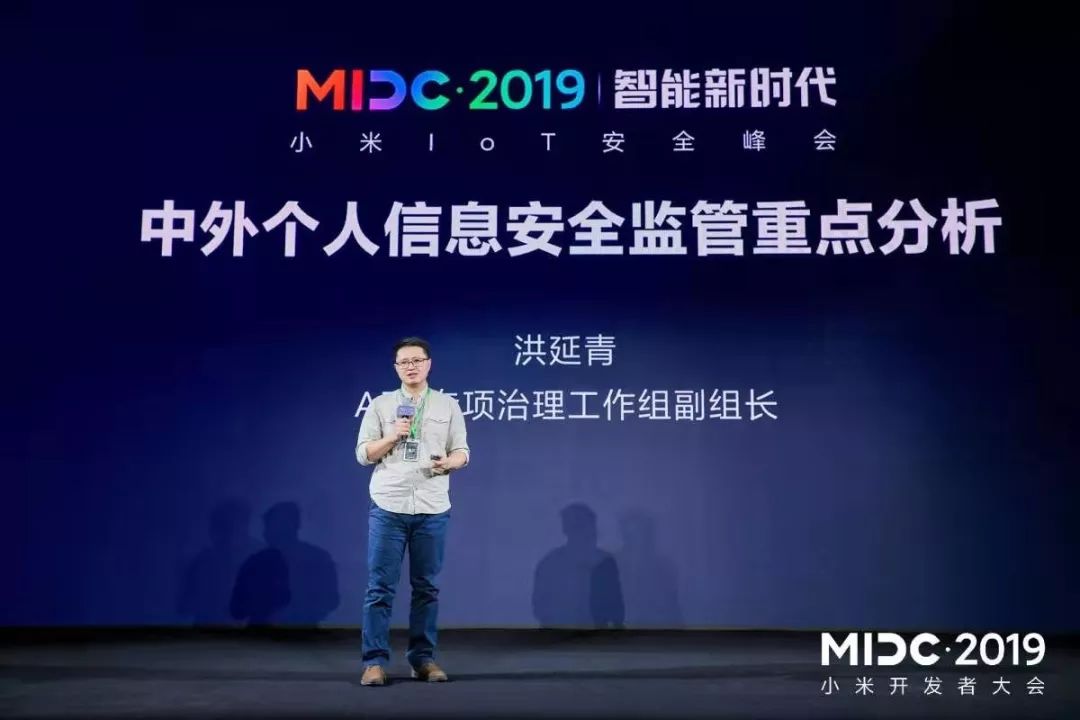 MIDC·2019 | 智能新时代
小米IoT安全峰会
中外个人信息安全监管重点分析
洪延青
A 项治理工作组副组长
MIDC·2019
小米开发者大会